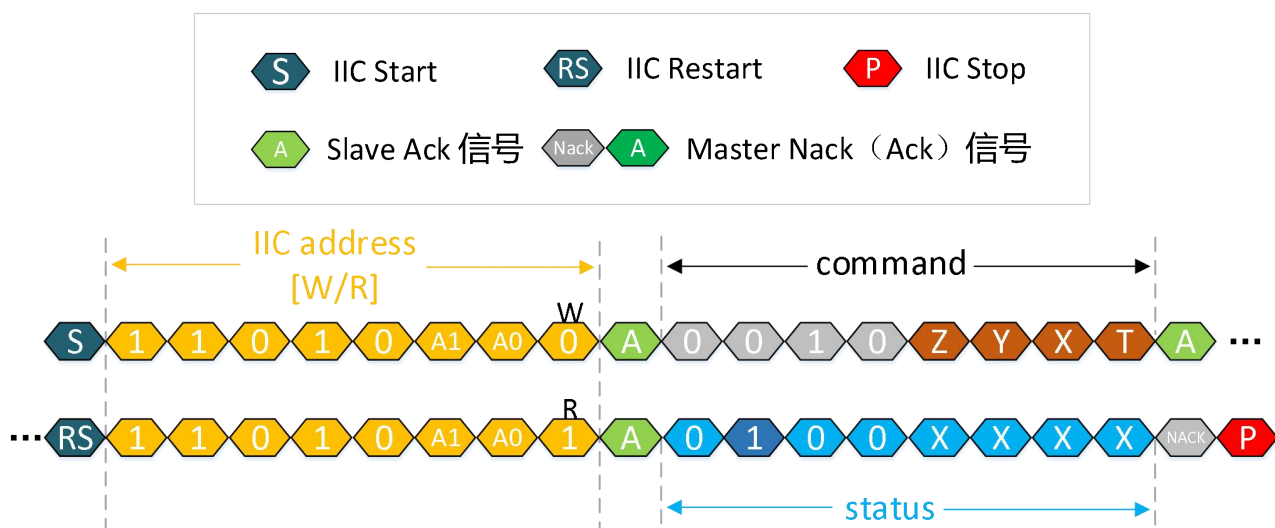 S IIC Start RS IIC Restart P IIC Stop
A Slave Ack 信号 Nack A Master Nack（Ack）信号
IIC address
[W/R]
command
W
S 1 1 0 1 0 A1 A0 0 A 0 0 1 0 Z Y X T A ···
R
··· RS 1 1 0 1 0 A1 A0 1 A 0 1 0 0 X X X X NACK P
status